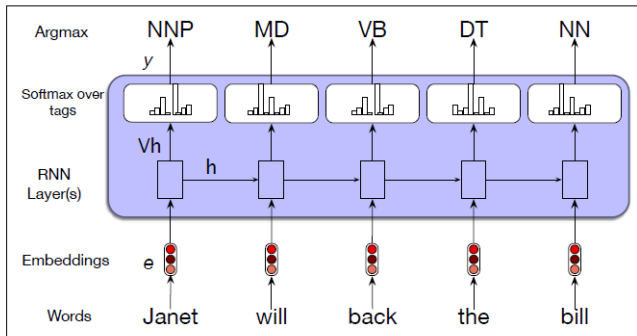 Argmax NNP MD VB DT NN
y
Softmax over
tags
Vh
RNN
Layer(s)
h
Embeddings e
Words Janet will back the bill